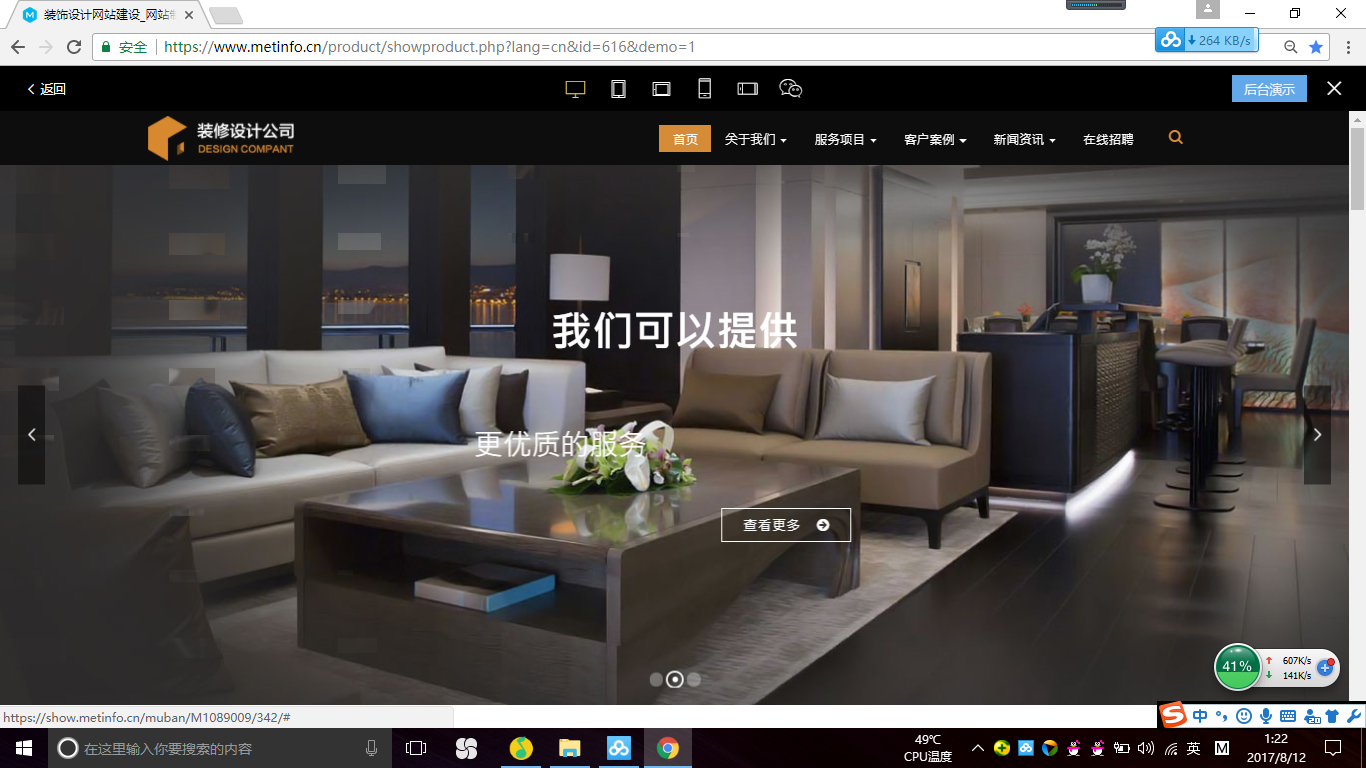 装饰设计网站建设_网站制
安全
https://www.metinfo.cn/product/showproduct.php?lang=cn&id=616&demo=1
264 KB/s
返回
后台演示
装修设计公司
DESIGN COMPANT
首页
关于我们
服务项目
客户案例
新闻资讯
在线招聘
我们可以提供
更优质的服务
查看更多
41%
607K/s
141K/s
https://show.metinfo.cn/muban/M1089009/342/#
中
在这里输入你要搜索的内容
49℃
CPU温度
英
M
1:22
2017/8/12